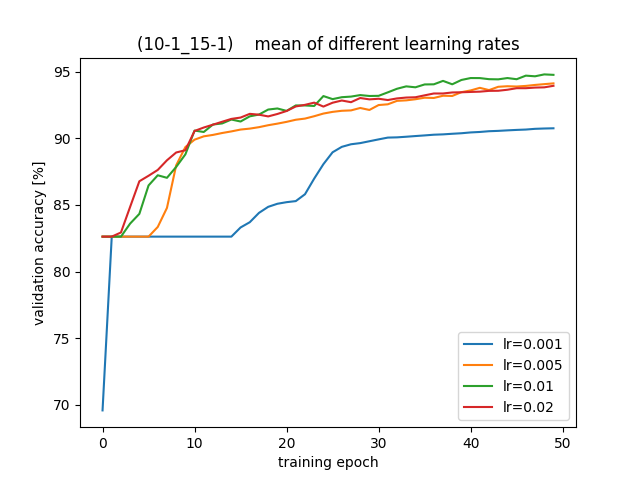 (10-1_15-1)    mean of different learning rates
95
90
85
80
75
70
validation accuracy [%]
0 10 20 30 40 50
training epoch
lr=0.001
lr=0.005
lr=0.01
lr=0.02